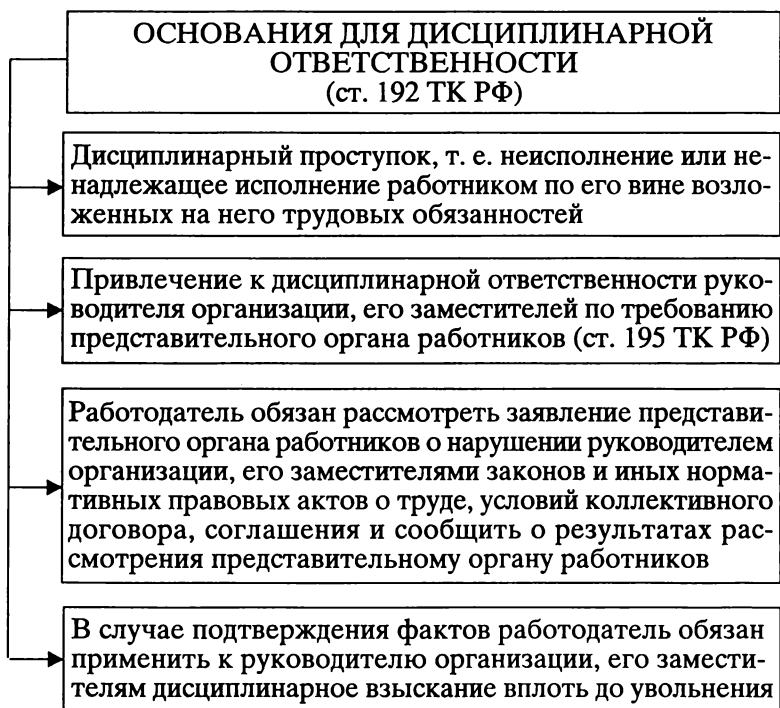 ОСНОВАНИЯ ДЛЯ ДИСЦИПЛИНАРНОЙ
ОТВЕТСТВЕННОСТИ
(ст. 192 ТК РФ)
Дисциплинарный проступок, т. е. неисполнение или не-
надлежащее исполнение работником по его вине возло-
женных на него трудовых обязанностей
Привлечение к дисциплинарной ответственности руко-
водителя организации, его заместителей по требованию
представительного органа работников (ст. 195 ТК РФ)
Работодатель обязан рассмотреть заявление представи-
тельного органа работников о нарушении руководителем
организации, его заместителями законов и иных норма-
тивных правовых актов о труде, условий коллективного
договора, соглашения и сообщить о результатах рас-
смотрения представительному органу работников
В случае подтверждения фактов работодатель обязан
применить к руководителю организации, его замести-
телям дисциплинарное взыскание вплоть до увольнения